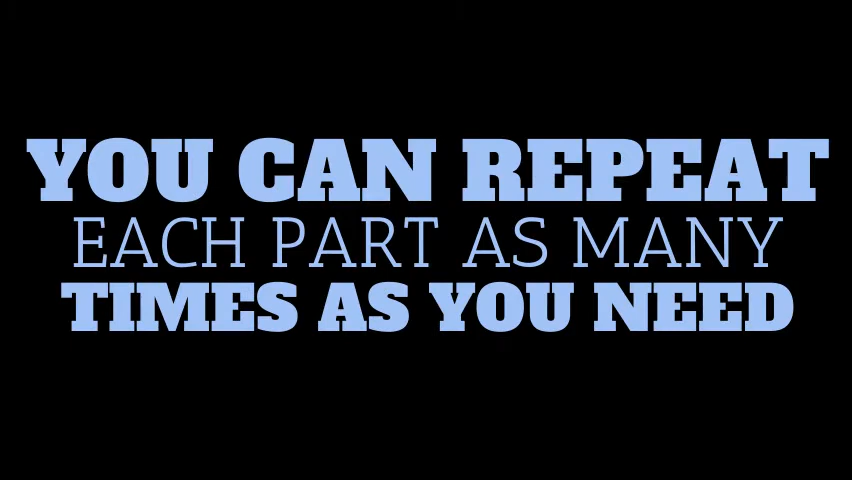 YOU CAN REPEAT
EACH PART AS MANY
TIMES AS YOU NEED